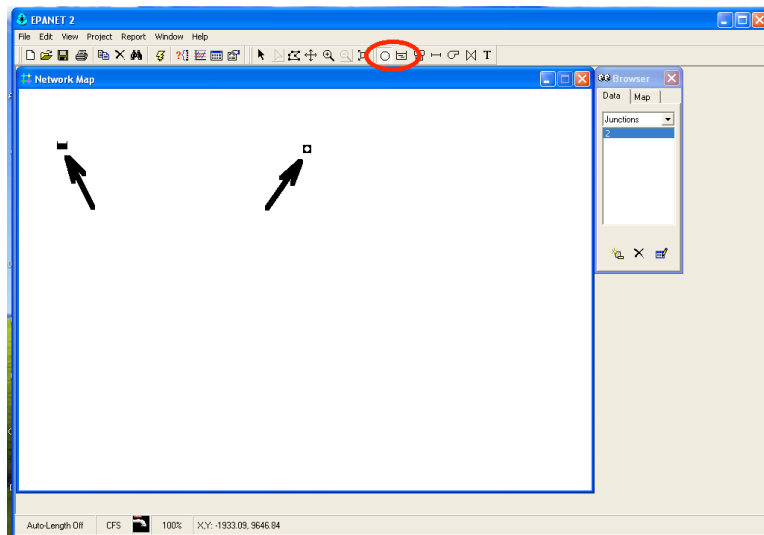 EPANET 2
File Edit View Project Report Window Help
T
Network Map
Browser
Data Map
Junctions
2
Auto-Length Off CFS 100% X,Y: -1933.09, 9646.84